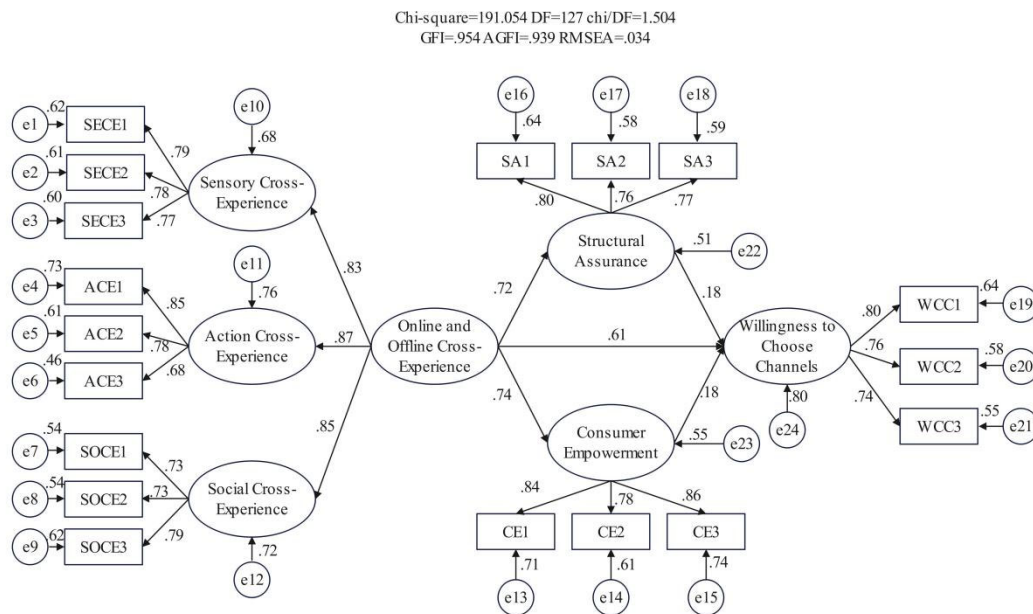 Chi-square=191.054 DF=127 chi/DF=1.504
GFI=.954 AGFI=.939 RMSEA=.034
e16
e17
e18
.64
.58
.59
SA1
SA2
SA3
.80
.76
.77
e10
.68
e1
.62
SECE1
.79
e2
.61
SECE2
.78
e3
.60
SECE3
.77
Sensory Cross-
Experience
.83
Structural
Assurance
.51
e22
e11
.76
e4
.73
ACE1
.85
e5
.61
ACE2
.78
e6
.46
ACE3
.68
Action Cross-
Experience
.87
Online and
Offline Cross-
Experience
.72
.61
.74
.18
.18
Willingness to
Choose
Channels
.80
e24
.80
WCC1
.64
e19
.76
WCC2
.58
e20
.74
WCC3
.55
e21
.85
e7
.54
SOCE1
.73
e8
.54
SOCE2
.73
e9
.62
SOCE3
.79
Social Cross-
Experience
.72
e12
Consumer
Empowerment
.55
e23
.84
.78
.86
CE1
CE2
CE3
.71
.61
.74
e13
e14
e15